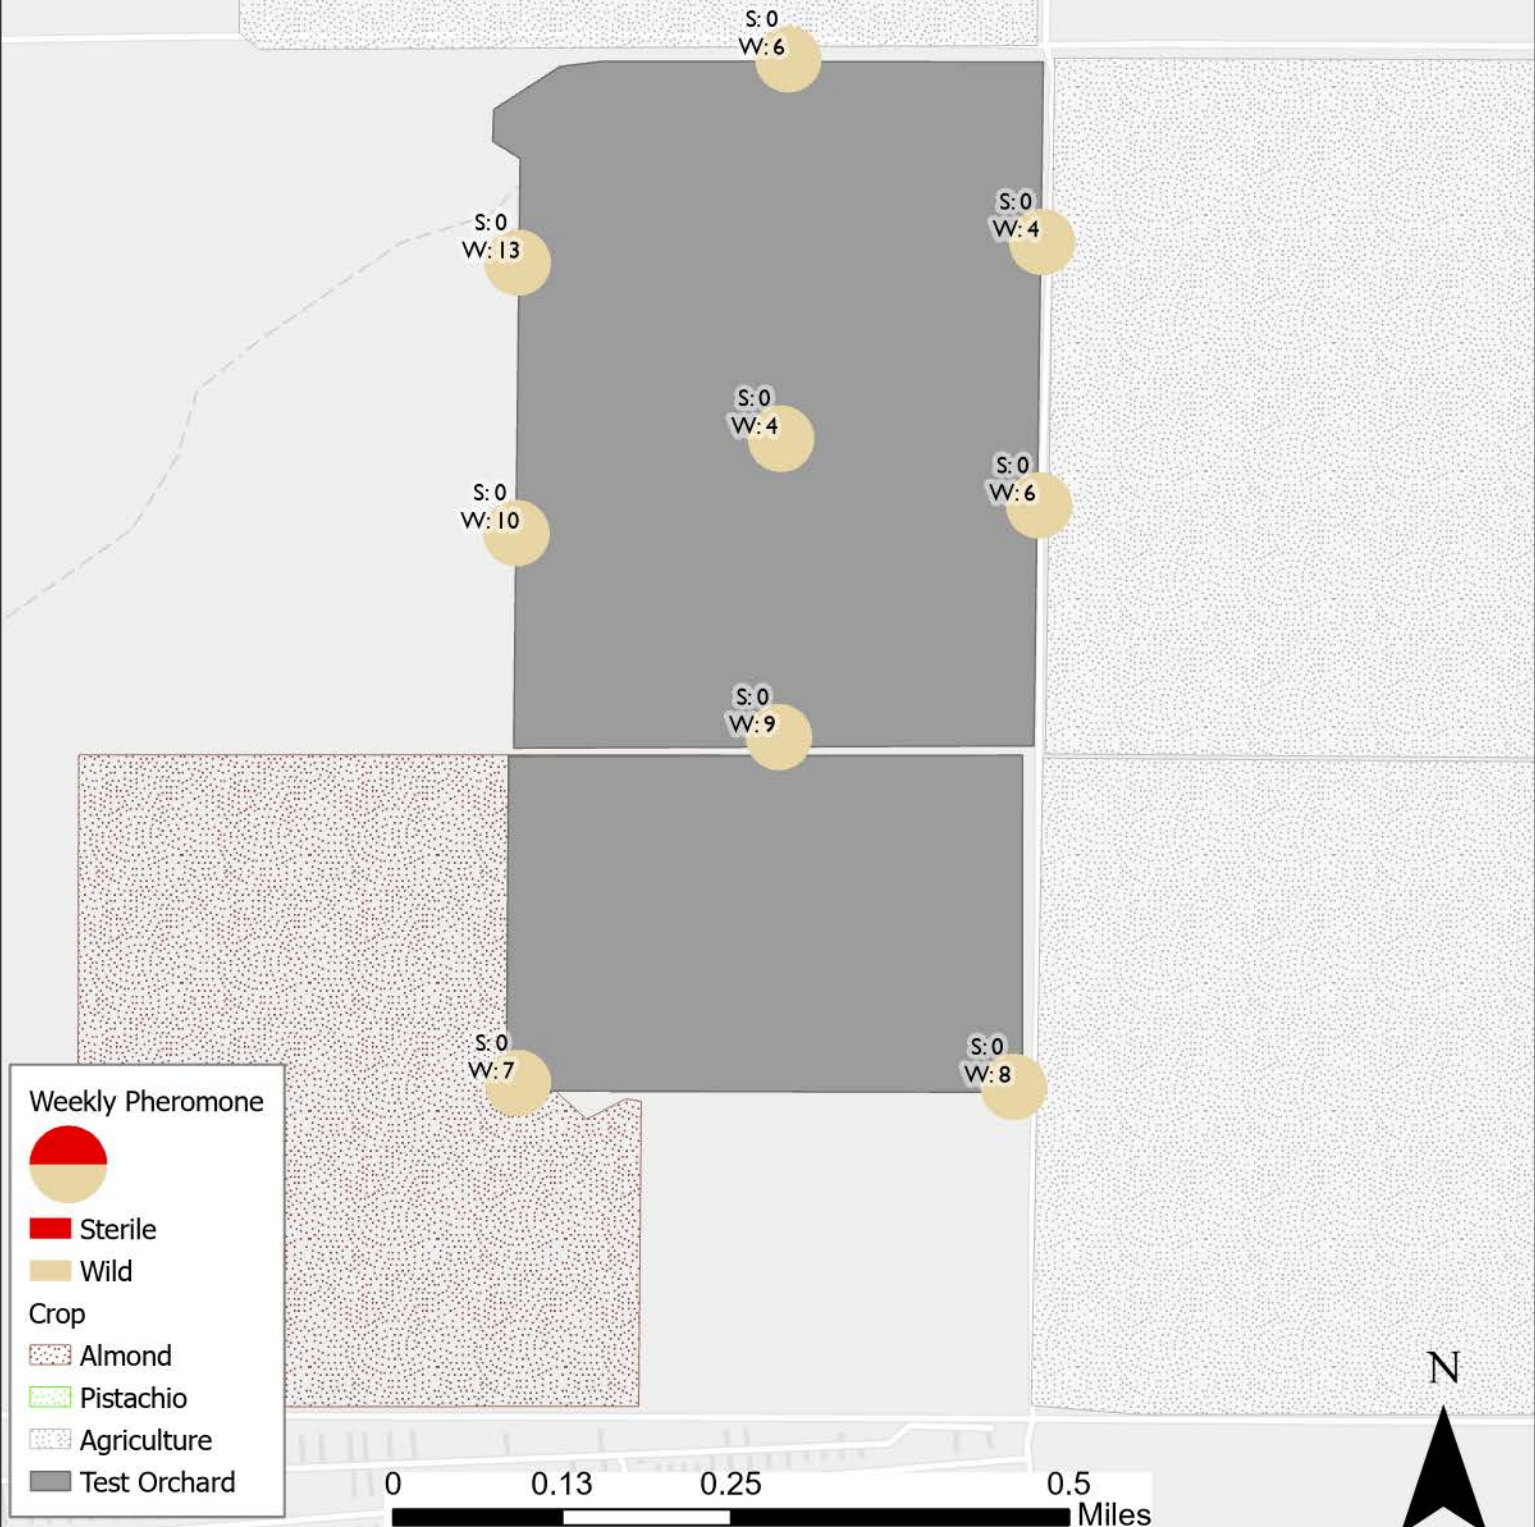 S: 0
W: 6
S: 0
W: 4
S: 0
W: 13
S: 0
W: 4
S: 0
W: 6
S: 0
W: 10
S: 0
W: 9
S: 0
W: 7
S: 0
W: 8
Weekly Pheromone
Sterile
Wild
Crop
Almond
Pistachio
Agriculture
Test Orchard
N
0 0.13 0.25 0.5
Miles